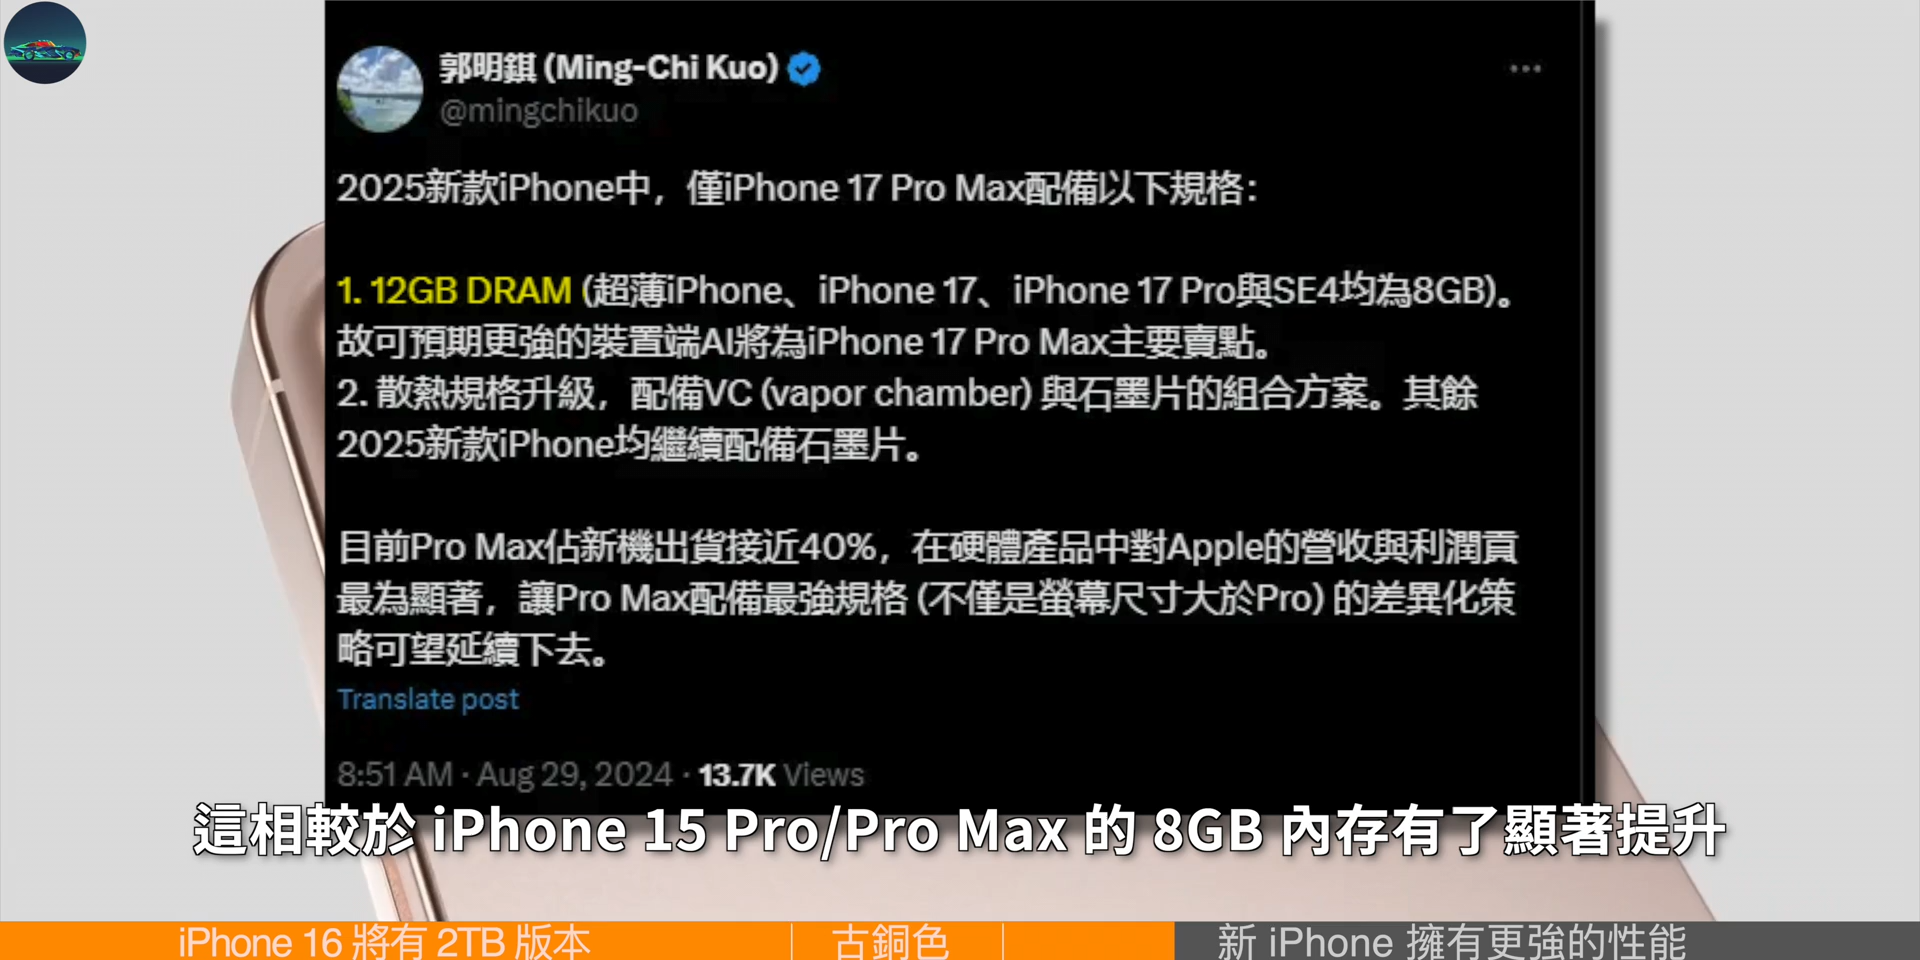 郭明錤 (Ming-Chi Kuo)
@mingchikuo
2025新款iPhone中，僅iPhone 17 Pro Max配備以下規格：
1. 12GB DRAM (超薄iPhone、iPhone 17、iPhone 17 Pro與SE4均為8GB)。
故可預期更強的裝置端AI將為iPhone 17 Pro Max主要賣點。
2. 散熱規格升級，配備VC (vapor chamber) 與石墨片的組合方案。其餘
2025新款iPhone均繼續配備石墨片。
目前Pro Max佔新機出貨接近40%，在硬體產品中對Apple的營收與利潤貢
最為顯著，讓Pro Max配備最強規格 (不僅是螢幕尺寸大於Pro) 的差異化策
略可望延續下去。
Translate post
8:51 AM · Aug 29, 2024 · 13.7K Views
這相較於 iPhone 15 Pro/Pro Max 的 8GB 內存有了顯著提升
iPhone 16 將有 2TB 版本
古銅色
新 iPhone 擁有更強的性能